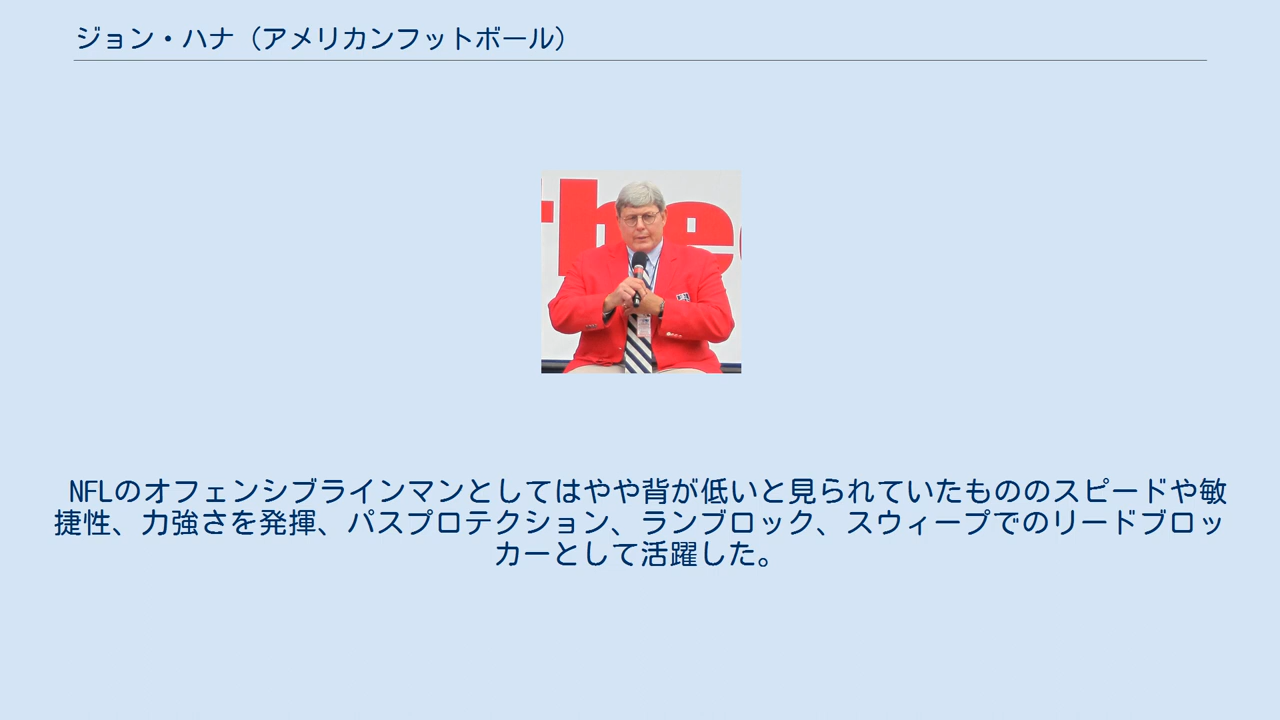 ジョン・ハナ（アメリカンフットボール）
NFLのオフェンシブラインマンとしてはやや背が低いと見られていたもののスピードや敏
捷性、力強さを発揮、パスプロテクション、ランブロック、スウィープでのリードブロッ
カーとして活躍した。